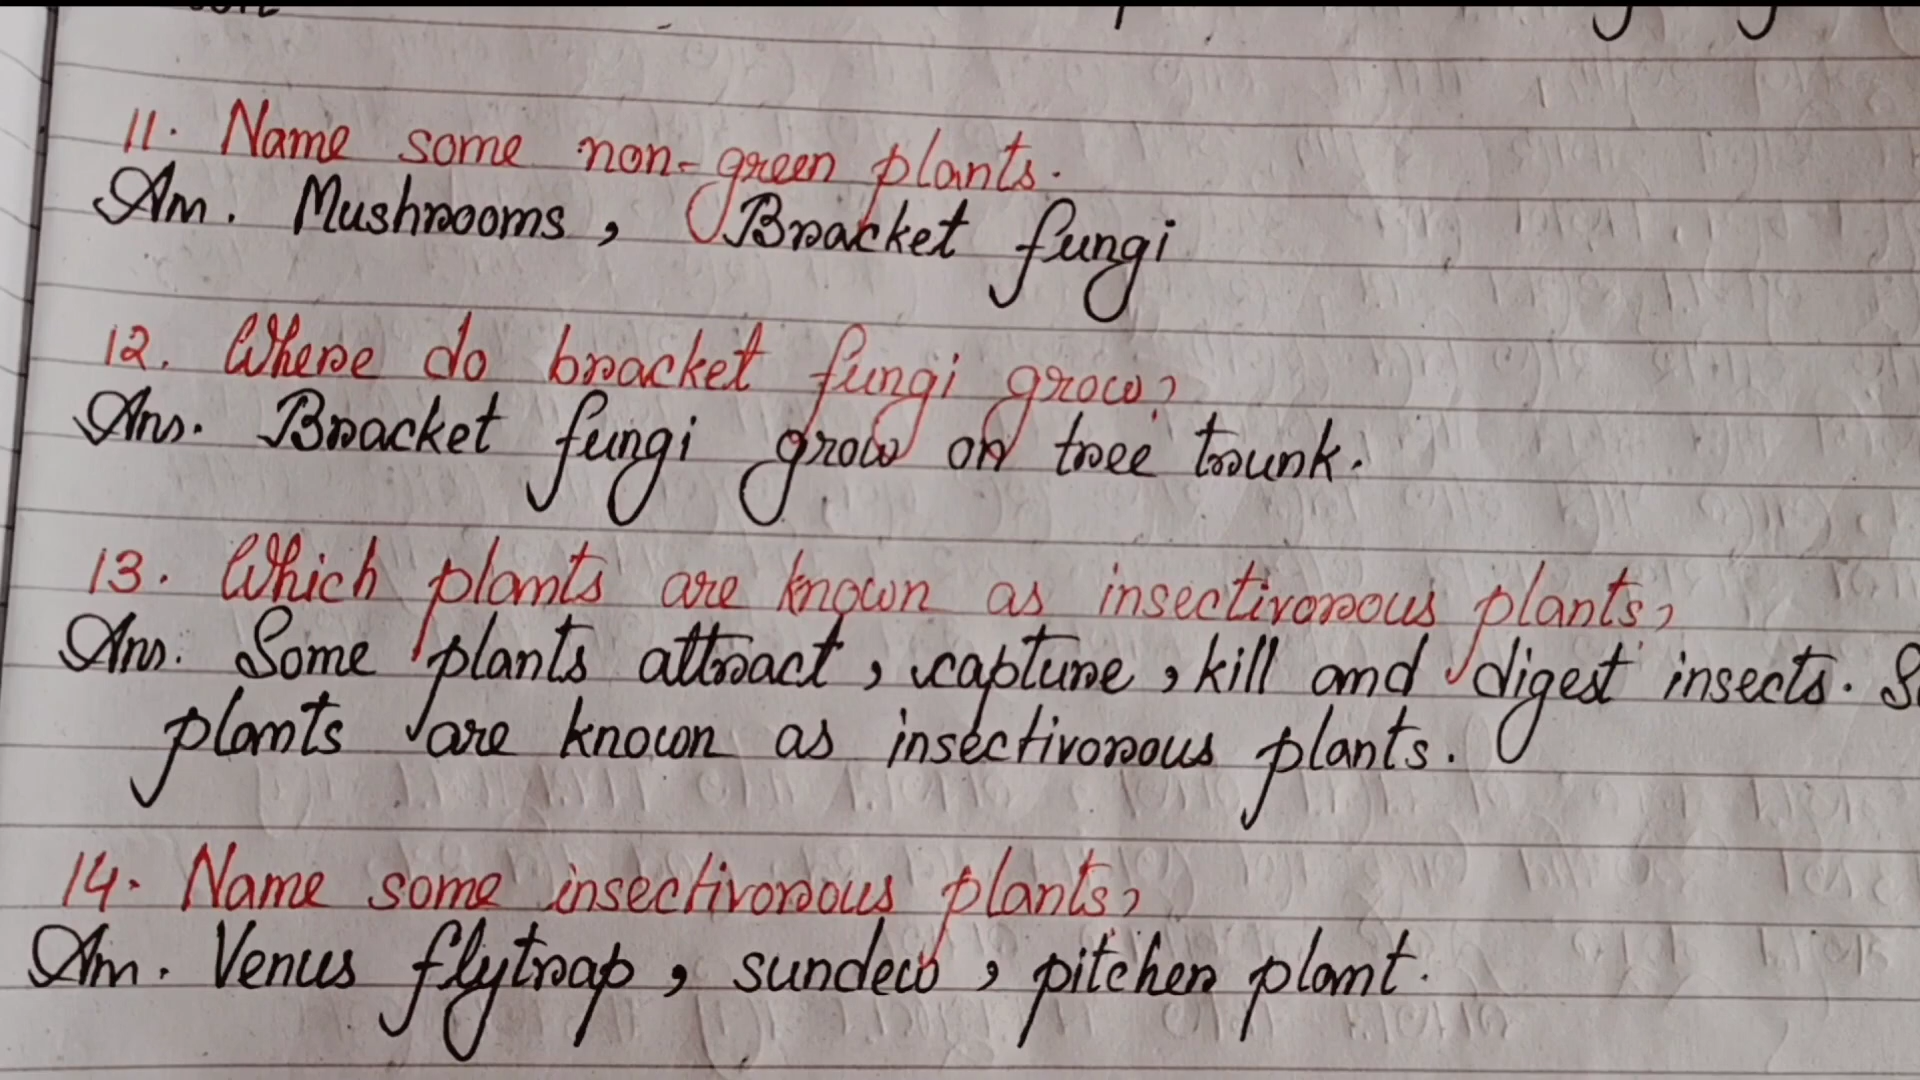 11. Name some non-green plants.
Ans. Mushrooms, Bracket fungi
12. Where do bracket fungi grow?
Ans. Bracket fungi grow on tree trunk.
13. Which plants are known as insectivorous plants?
Ans. Some plants attract, capture, kill and digest insects.
plants are known as insectivorous plants.
14. Name some insectivorous plants?
Ans. Venus flytrap, sundew, pitcher plant.